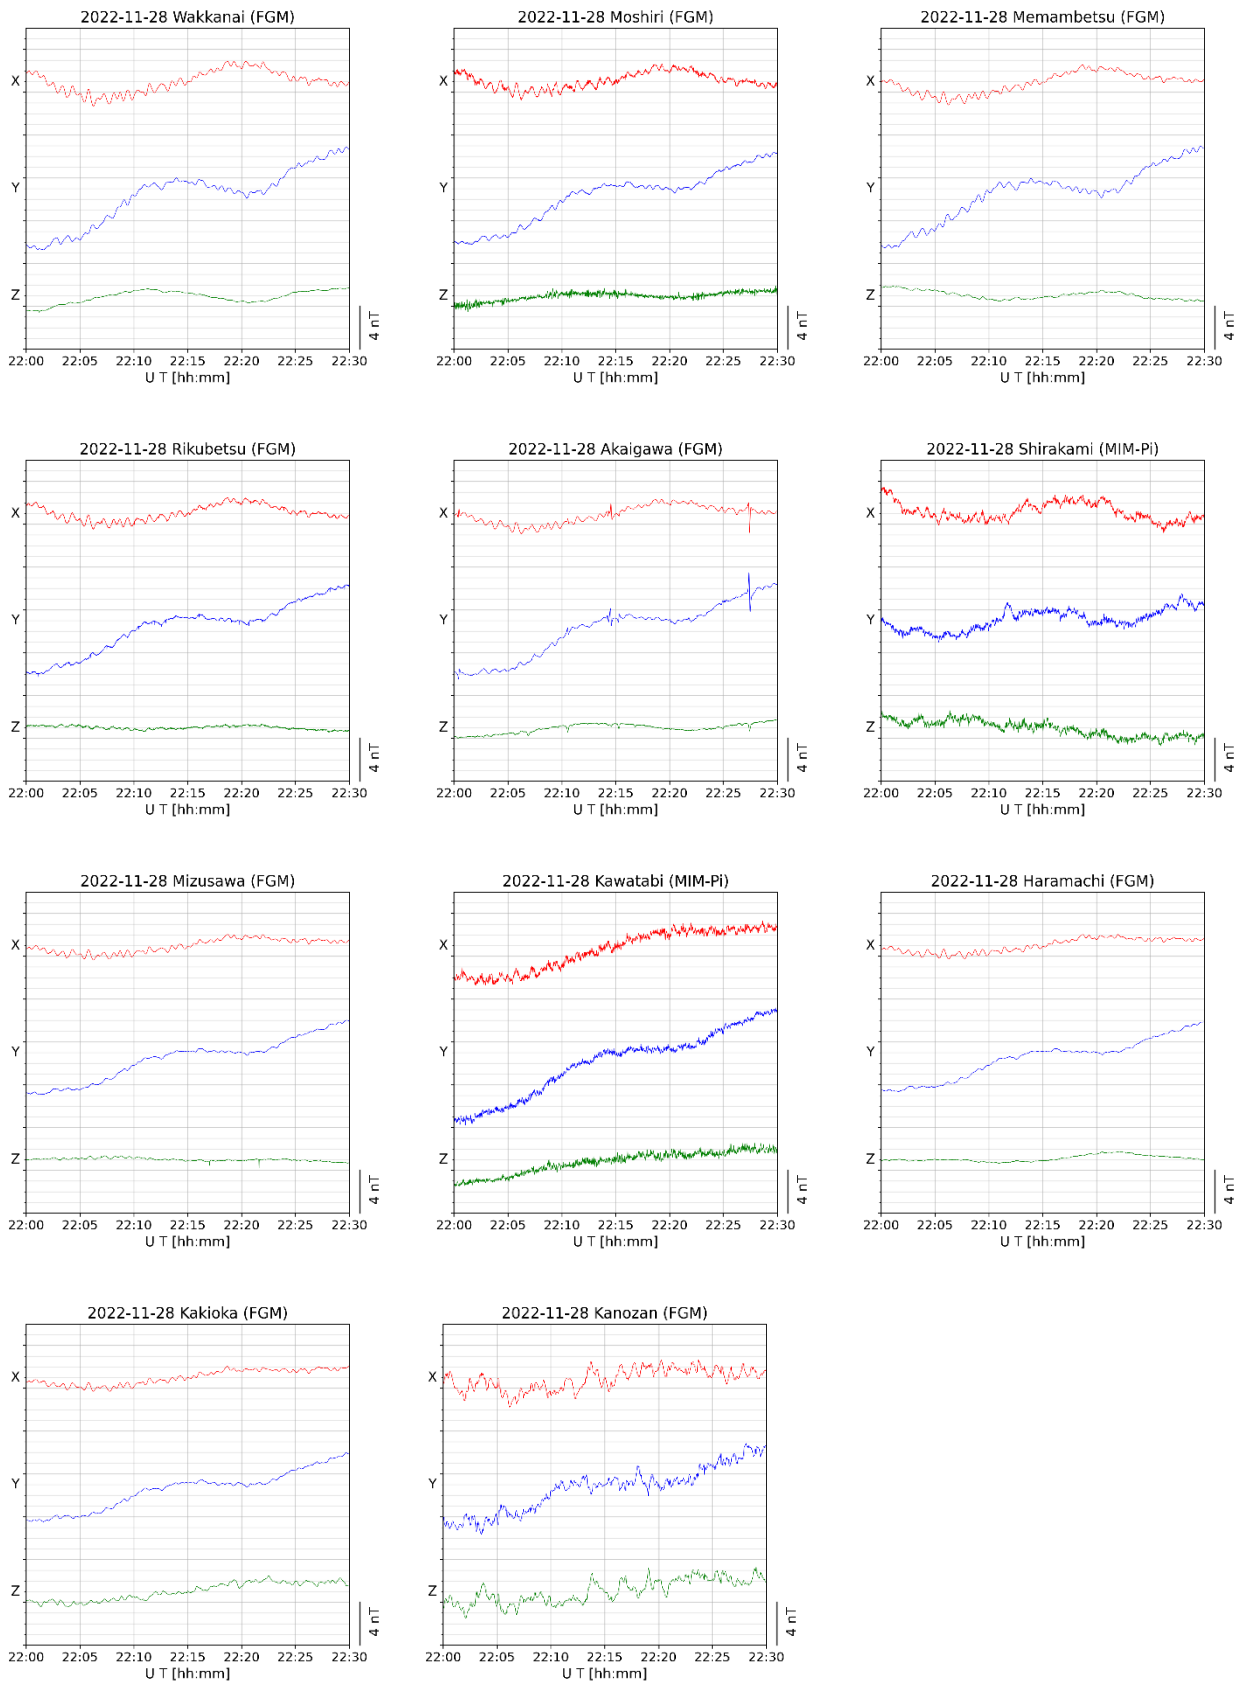 2022-11-28 Wakkanai (FGM)
X
Y
Z
4 nT
22:00 22:05 22:10 22:15 22:20 22:25 22:30
U T [hh:mm]
2022-11-28 Moshiri (FGM)
X
Y
Z
4 nT
22:00 22:05 22:10 22:15 22:20 22:25 22:30
U T [hh:mm]
2022-11-28 Memambetsu (FGM)
X
Y
Z
4 nT
22:00 22:05 22:10 22:15 22:20 22:25 22:30
U T [hh:mm]
2022-11-28 Rikubetsu (FGM)
X
Y
Z
4 nT
22:00 22:05 22:10 22:15 22:20 22:25 22:30
U T [hh:mm]
2022-11-28 Akaigawa (FGM)
X
Y
Z
4 nT
22:00 22:05 22:10 22:15 22:20 22:25 22:30
U T [hh:mm]
2022-11-28 Shirakami (MIM-Pi)
X
Y
Z
4 nT
22:00 22:05 22:10 22:15 22:20 22:25 22:30
U T [hh:mm]
2022-11-28 Mizusawa (FGM)
X
Y
Z
4 nT
22:00 22:05 22:10 22:15 22:20 22:25 22:30
U T [hh:mm]
2022-11-28 Kawatabi (MIM-Pi)
X
Y
Z
4 nT
22:00 22:05 22:10 22:15 22:20 22:25 22:30
U T [hh:mm]
2022-11-28 Haramachi (FGM)
X
Y
Z
4 nT
22:00 22:05 22:10 22:15 22:20 22:25 22:30
U T [hh:mm]
2022-11-28 Kakioka (FGM)
X
Y
Z
4 nT
22:00 22:05 22:10 22:15 22:20 22:25 22:30
U T [hh:mm]
2022-11-28 Kanozan (FGM)
X
Y
Z
4 nT
22:00 22:05 22:10 22:15 22:20 22:25 22:30
U T [hh:mm]